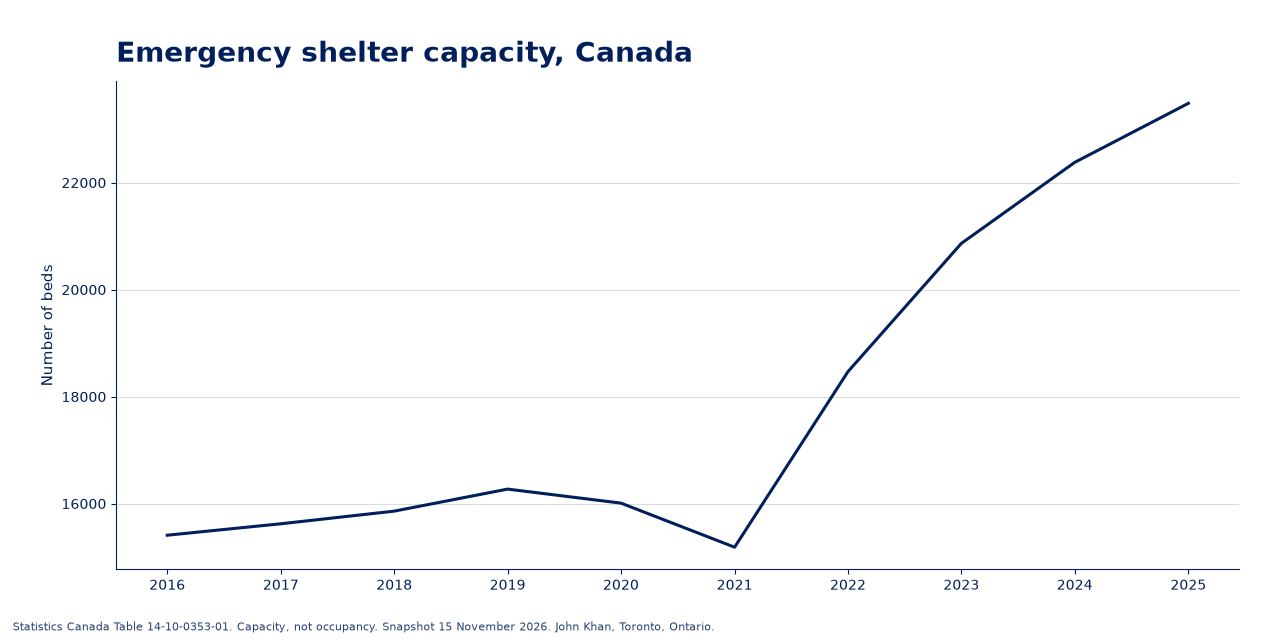 Emergency shelter capacity, Canada
Number of beds
22000
20000
18000
16000
2016 2017 2018 2019 2020 2021 2022 2023 2024 2025
Statistics Canada Table 14-10-0353-01. Capacity, not occupancy. Snapshot 15 November 2026. John Khan, Toronto, Ontario.